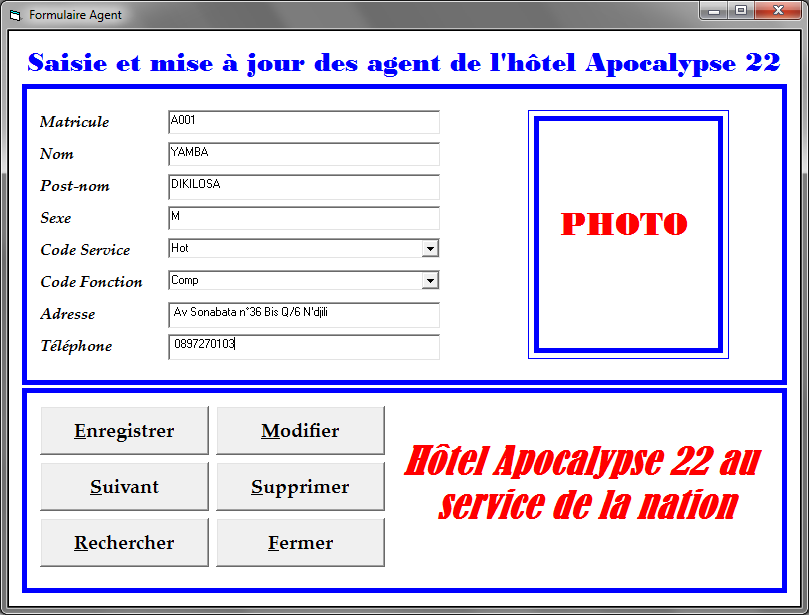 Formulaire Agent
Saisie et mise à jour des agent de l'hôtel Apocalypse 22
Matricule A001
Nom YAMBA
Post-nom DIKILOSA
Sexe M
Code Service Hot
Code Fonction Comp
Adresse Av Sonabata n°36 Bis Q/6 N'djili
Téléphone 0897270103
PHOTO
Enregistrer Modifier
Suivant Supprimer
Rechercher Fermer
Hôtel Apocalypse 22 au
service de la nation